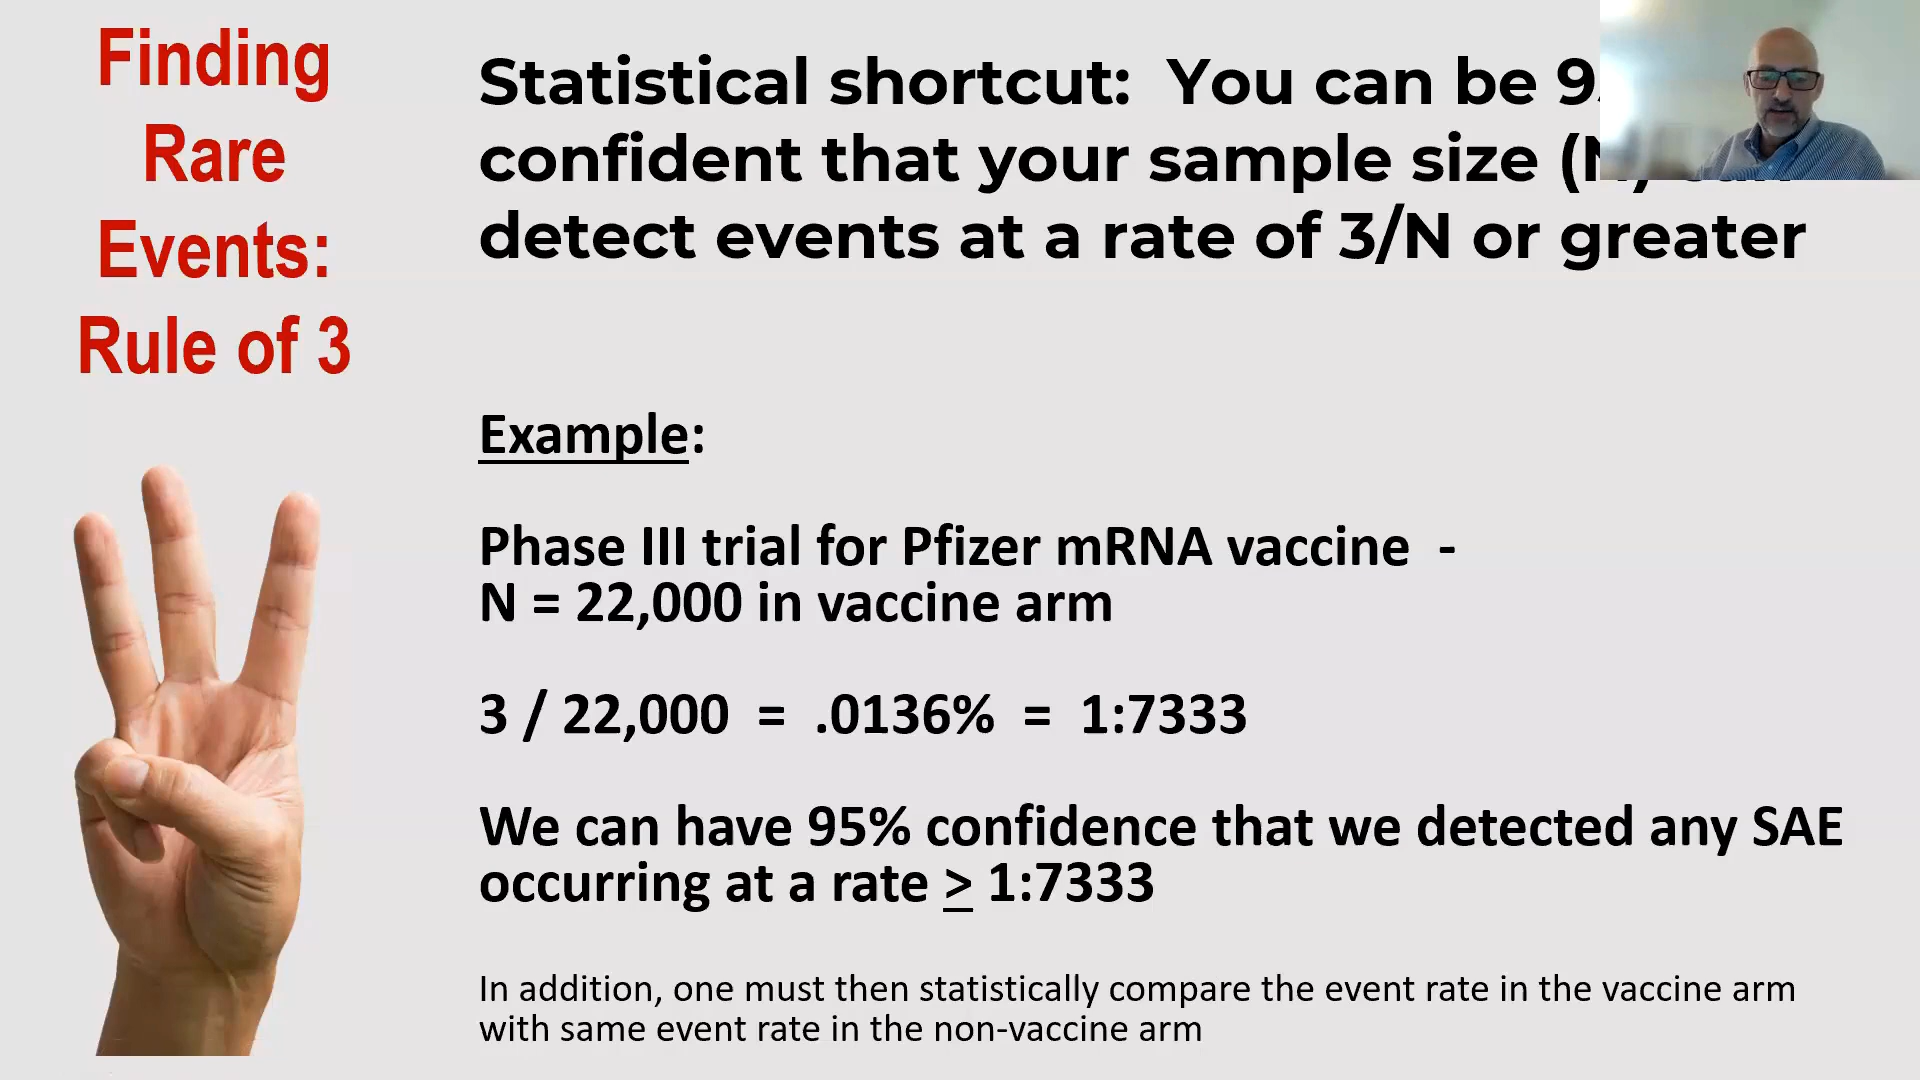 Finding
Rare
Events:
Rule of 3
Statistical shortcut: You can be
confident that your sample size
detect events at a rate of 3/N or greater
Example:
Phase III trial for Pfizer mRNA vaccine -
N = 22,000 in vaccine arm
3 / 22,000 = .0136% = 1:7333
We can have 95% confidence that we detected any SAE
occurring at a rate > 1:7333
In addition, one must then statistically compare the event rate in the vaccine arm
with same event rate in the non-vaccine arm